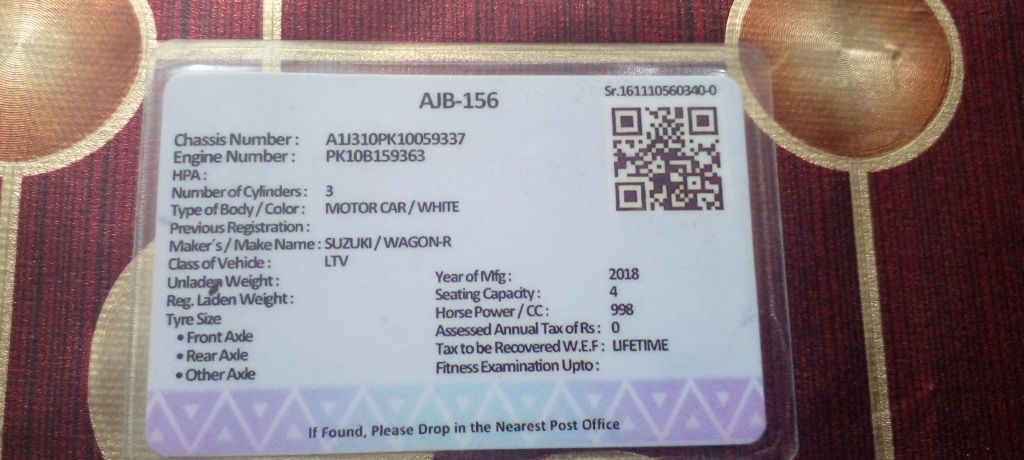 Sr.161110560340-0
AJB-156
Chassis Number : A1J310PK10059337
Engine Number : PK10B159363
HPA :
Number of Cylinders : 3
Type of Body / Color : MOTOR CAR / WHITE
Previous Registration :
Maker's / Make Name : SUZUKI / WAGON-R
Class of Vehicle : LTV
Unladen Weight :
Reg. Laden Weight :
Tyre Size
• Front Axle
• Rear Axle
• Other Axle
Year of Mfg : 2018
Seating Capacity : 4
Horse Power / CC : 998
Assessed Annual Tax of Rs : 0
Tax to be Recovered W.E.F : LIFETIME
Fitness Examination Upto :
If Found, Please Drop in the Nearest Post Office